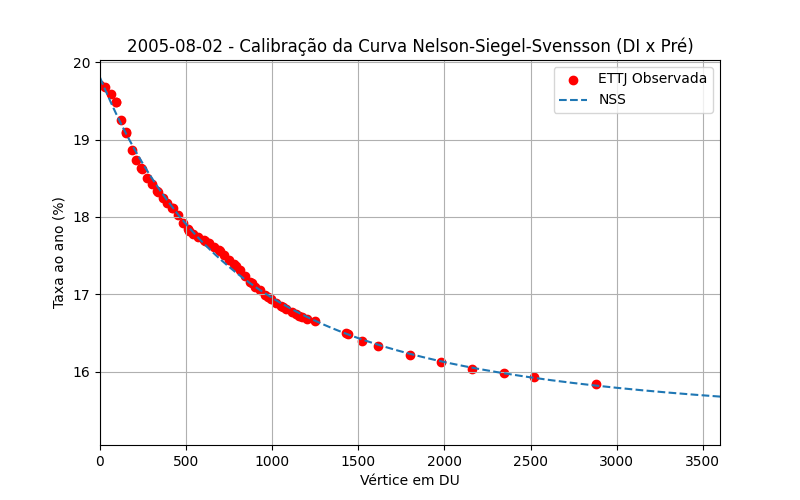 2005-08-02 - Calibração da Curva Nelson-Siegel-Svensson (DI x Pré)
ETTJ Observada
NSS
Taxa ao ano (%)
20
19
18
17
16
0 500 1000 1500 2000 2500 3000 3500
Vértice em DU